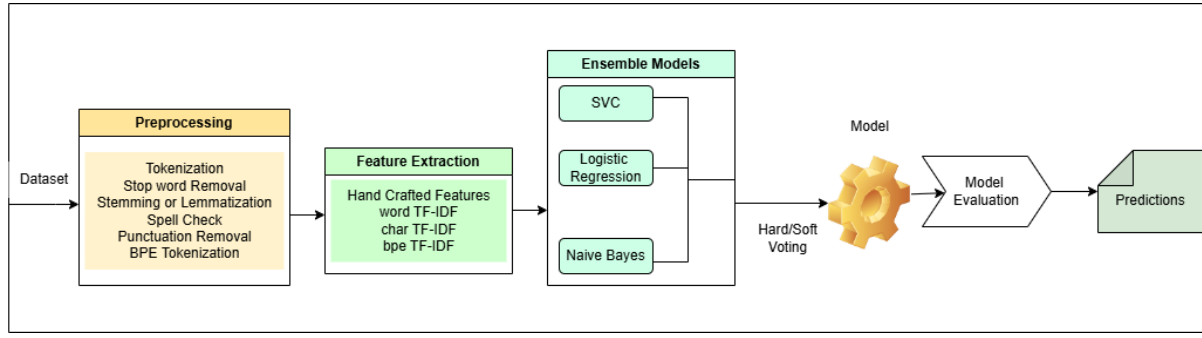 Dataset
Preprocessing
Tokenization
Stop word Removal
Stemming or Lemmatization
Spell Check
Punctuation Removal
BPE Tokenization
Feature Extraction
Hand Crafted Features
word TF-IDF
char TF-IDF
bpe TF-IDF
Ensemble Models
SVC
Logistic
Regression
Naive Bayes
Hard/Soft
Voting
Model
Model
Evaluation
Predictions